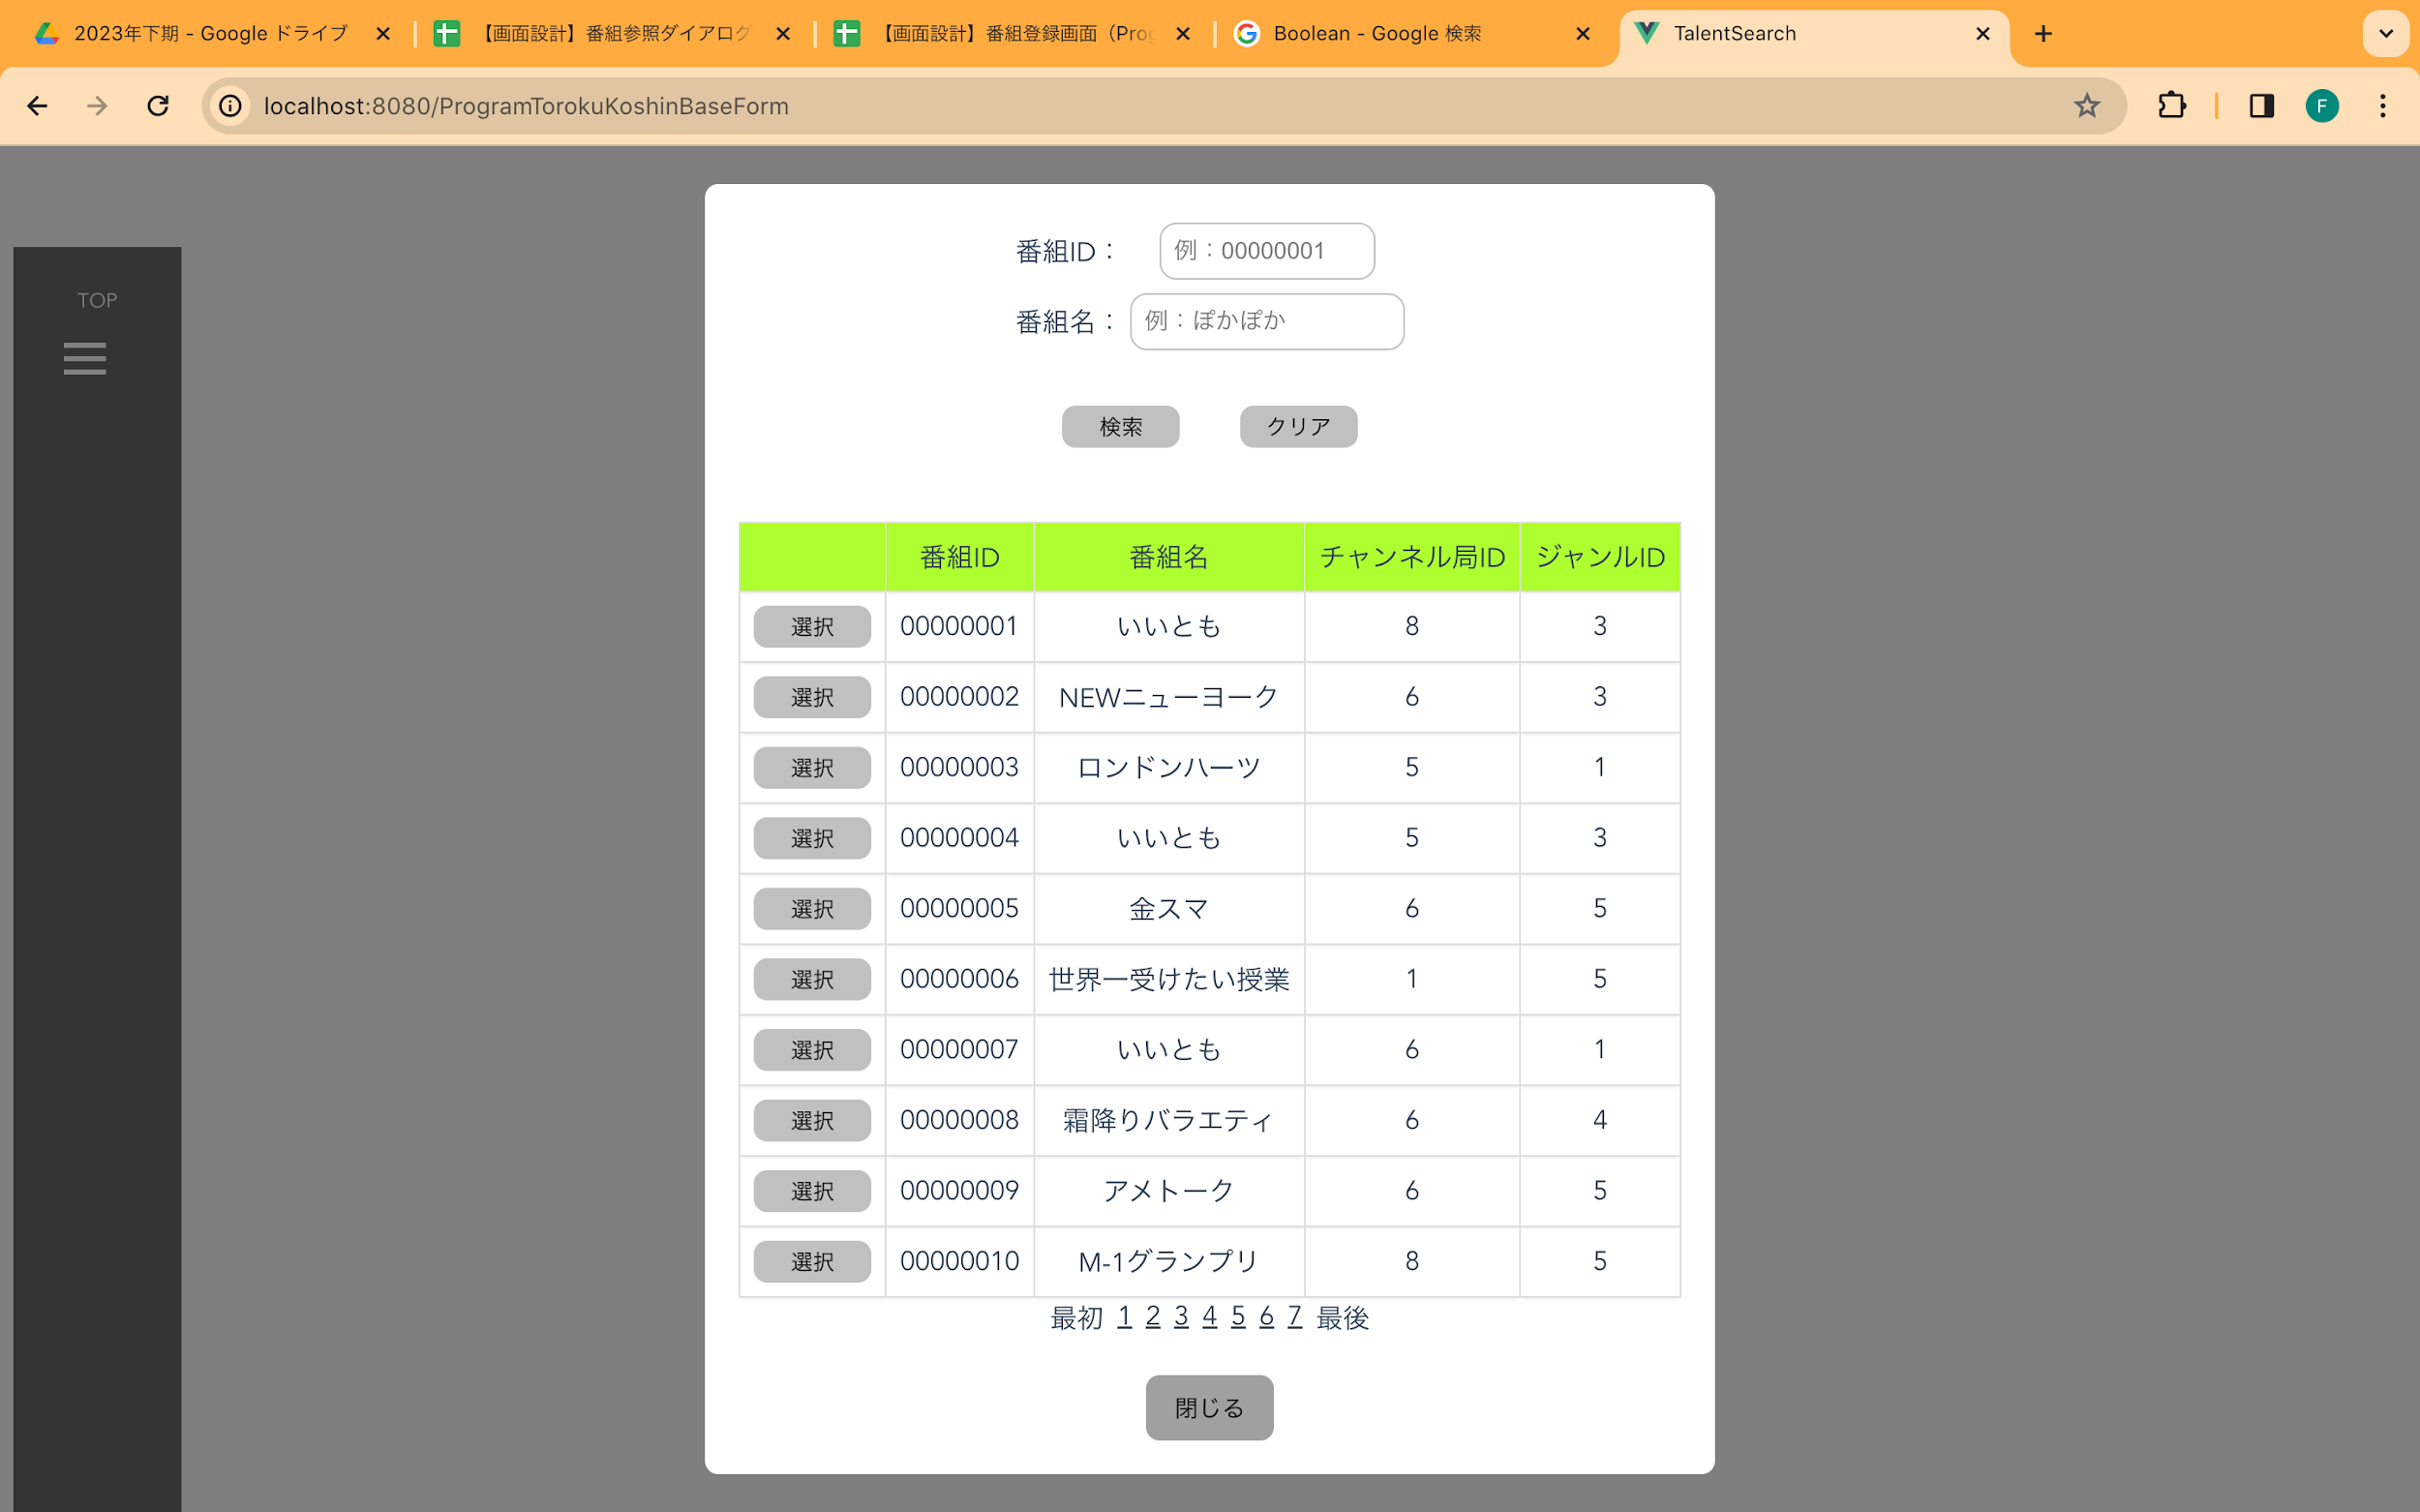 2023年下期 - Google ドライブ
【画面設計】番組参照ダイアログ
【画面設計】番組登録画面（Prog
Boolean - Google 検索
TalentSearch
localhost:8080/ProgramTorokuKoshinBaseForm
F
TOP
番組ID： 例：00000001
番組名： 例：ぽかぽか
検索 クリア
番組ID 番組名 チャンネル局ID ジャンルID
選択 00000001 いいとも 8 3
選択 00000002 NEWニューヨーク 6 3
選択 00000003 ロンドンハーツ 5 1
選択 00000004 いいとも 5 3
選択 00000005 金スマ 6 5
選択 00000006 世界一受けたい授業 1 5
選択 00000007 いいとも 6 1
選択 00000008 霜降りバラエティ 6 4
選択 00000009 アメトーク 6 5
選択 00000010 M-1グランプリ 8 5
最初 1 2 3 4 5 6 7 最後
閉じる